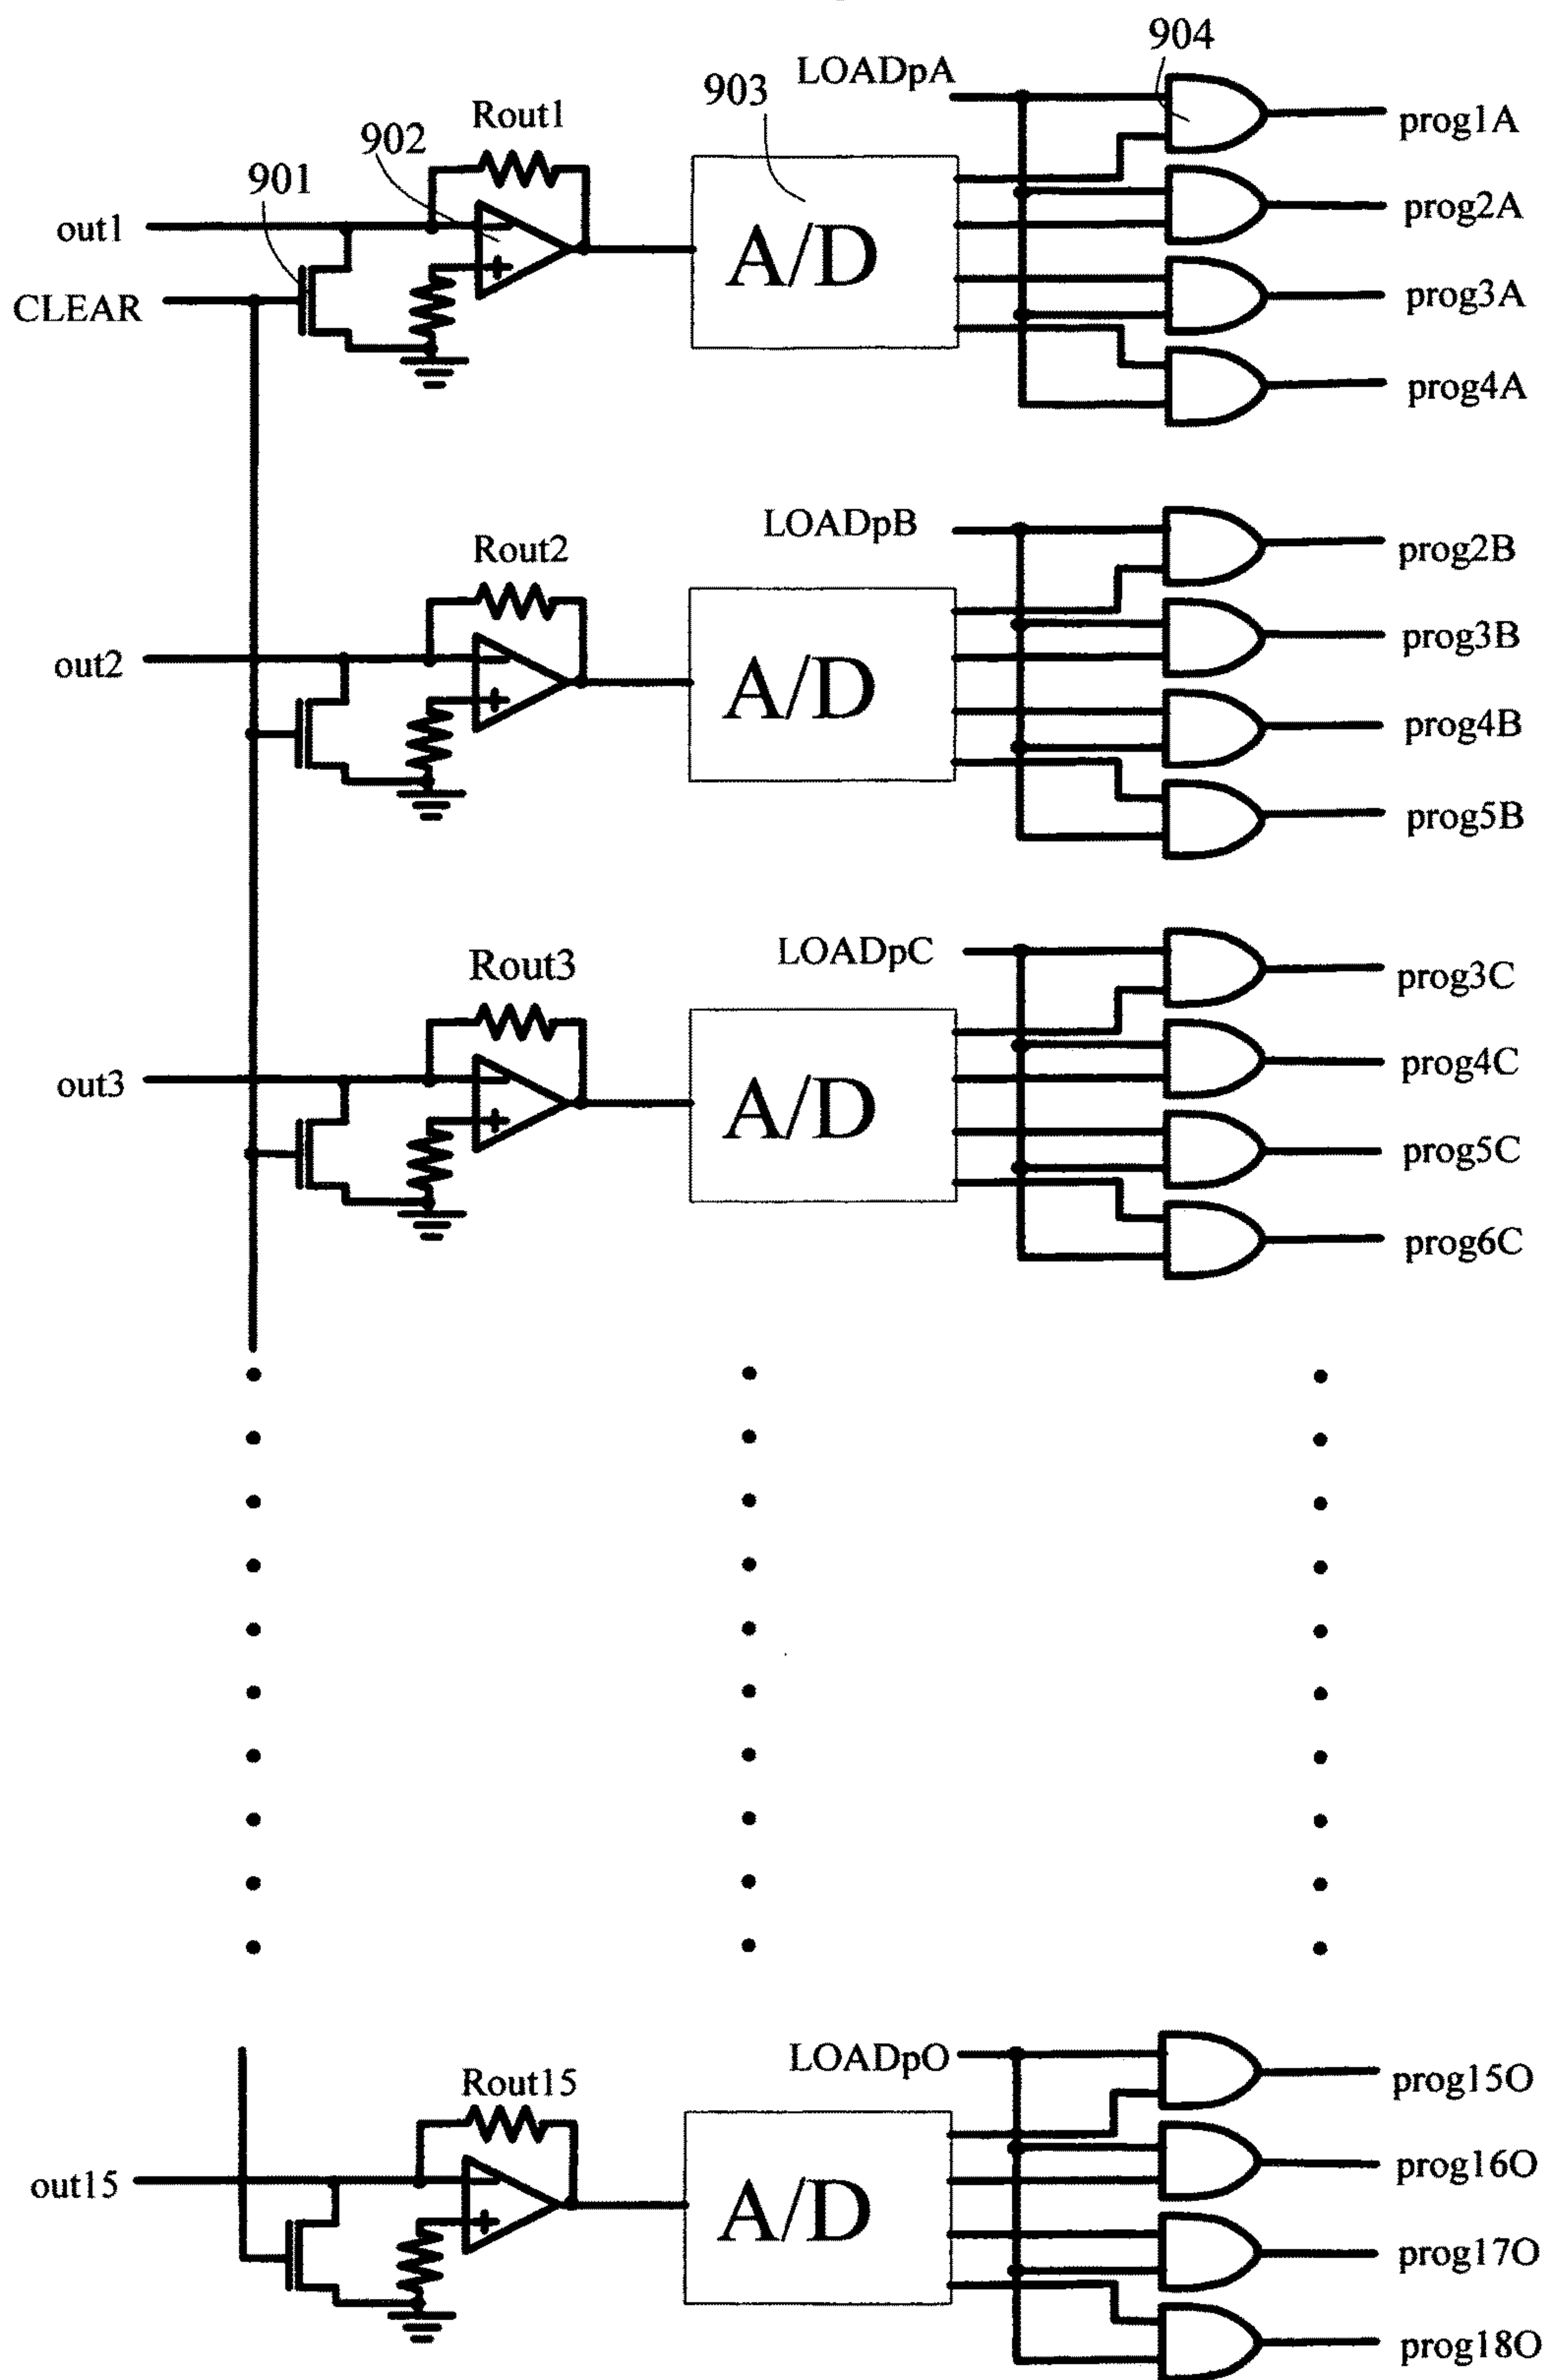 904
LOADpA
903
Rout1
902
901
prog1A
out1
A/D
prog2A
CLEAR
prog3A
prog4A
LOADpB
Rout2
prog2B
out2
A/D
prog3B
prog4B
prog5B
LOADpC
Rout3
prog3C
out3
A/D
prog4C
prog5C
prog6C
LOADpO
Rout15
prog15O
out15
A/D
prog16O
prog17O
prog18O